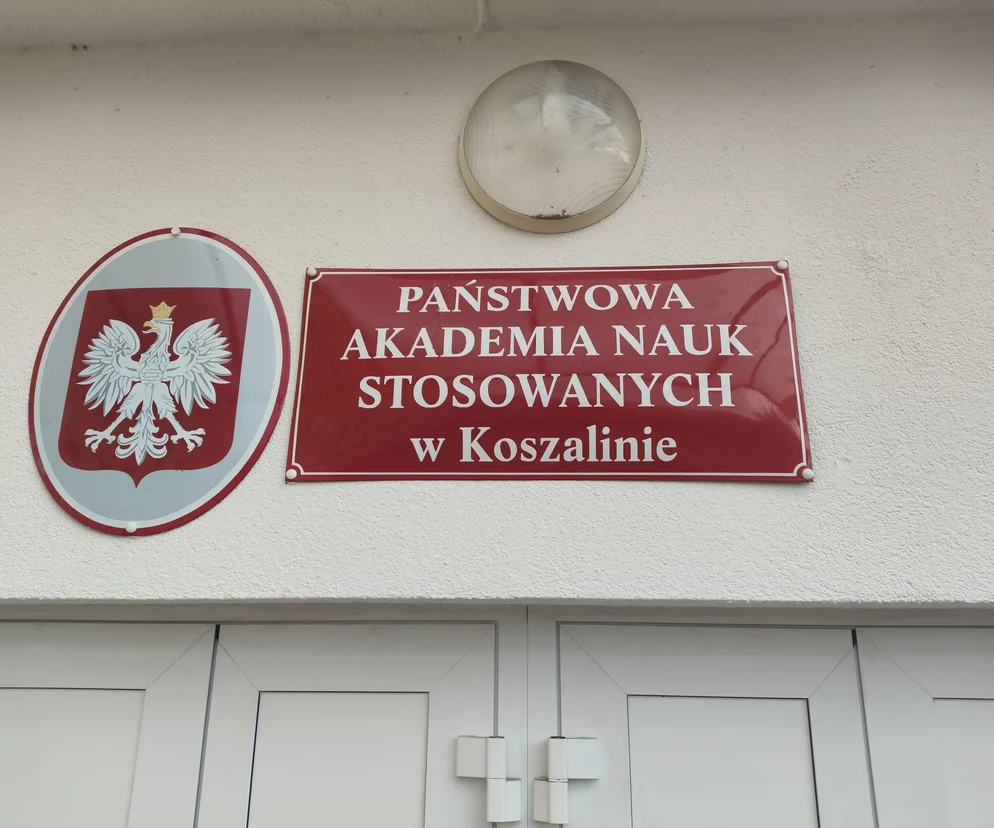 PAŃSTWOWA
AKADEMIA NAUK
STOSOWANYCH
w Koszalinie